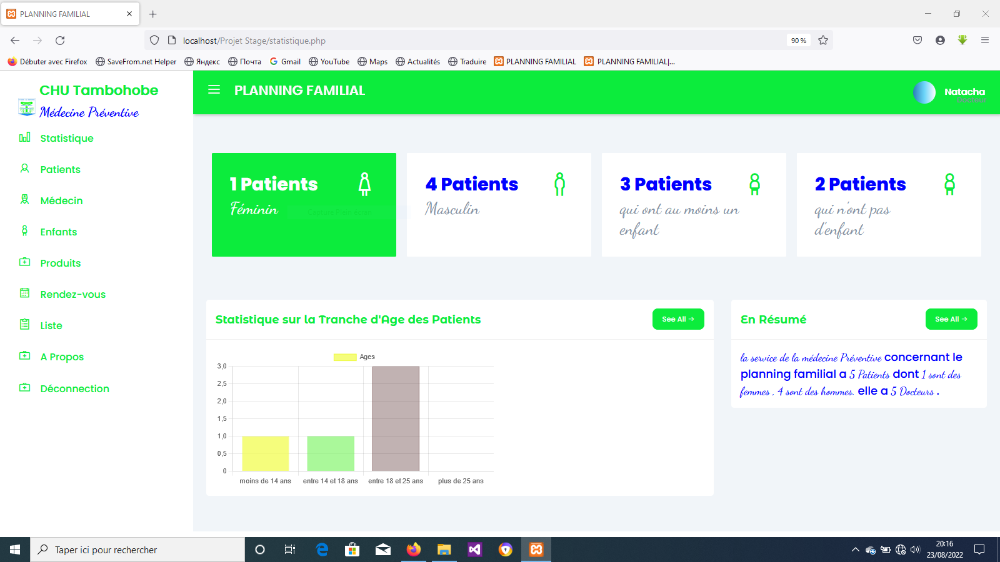 PLANNING FAMILIAL
localhost/Projet Stage/statistique.php
90 %
Débuter avec Firefox
SaveFrom.net Helper
Яндекс
Почта
Gmail
YouTube
Maps
Actualités
Traduire
PLANNING FAMILIAL
PLANNING FAMILIAL|...
CHU Tambohobe
Médecine Préventive
Statistique
Patients
Médecin
Enfants
Produits
Rendez-vous
Liste
A Propos
Déconnection
PLANNING FAMILIAL
Natacha
Docteur
1 Patients
Féminin
Capture Plein écran
4 Patients
Masculin
3 Patients
qui ont au moins un
enfant
2 Patients
qui n'ont pas
d'enfant
Statistique sur la Tranche d'Age des Patients
See All →
Ages
3,0
2,5
2,0
1,5
1,0
0,5
0
moins de 14 ans
entre 14 et 18 ans
entre 18 et 25 ans
plus de 25 ans
En Résumé
See All →
la service de la médecine Préventive concernant le
planning familial a 5 Patients dont 1 sont des
femmes , 4 sont des hommes. elle a 5 Docteurs .
Taper ici pour rechercher
20:16
23/08/2022